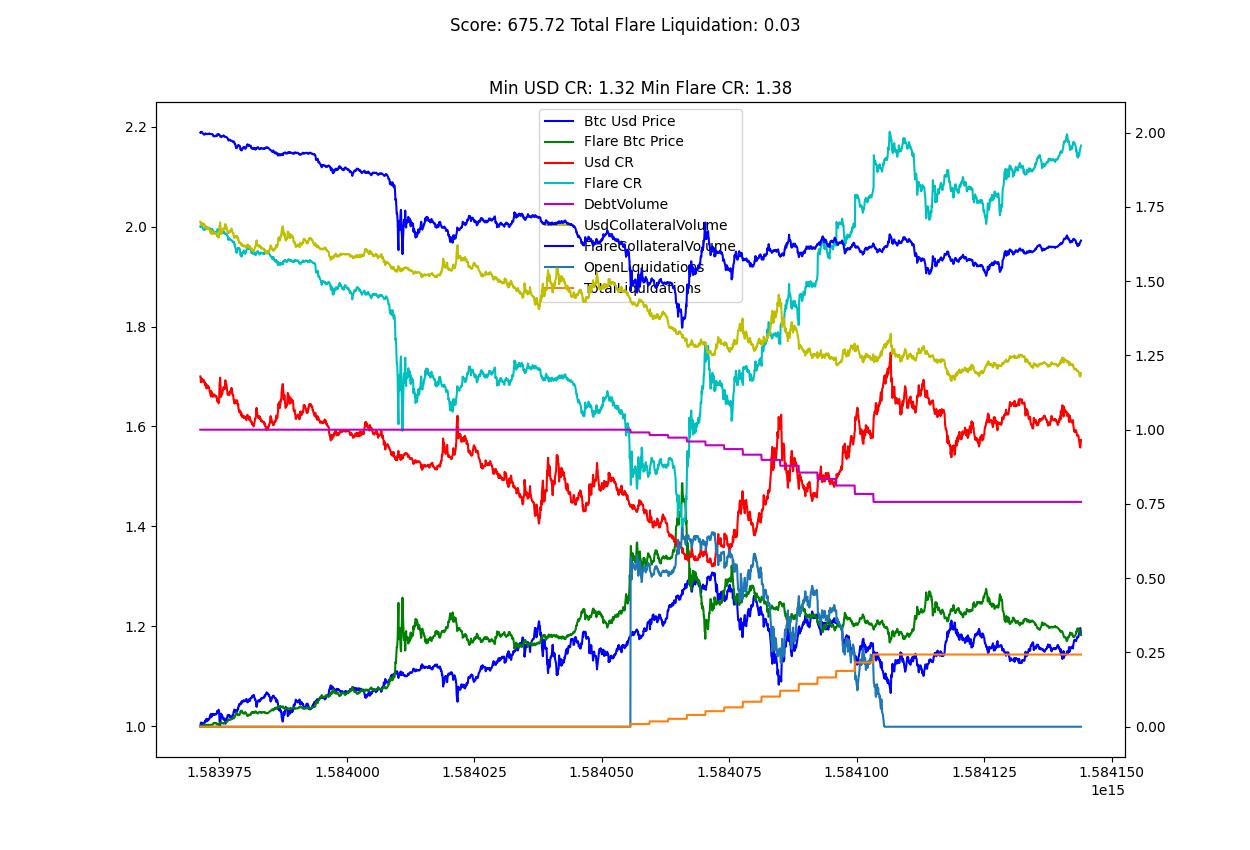 Score: 675.72 Total Flare Liquidation: 0.03
Min USD CR: 1.32 Min Flare CR: 1.38
Btc Usd Price
Flare Btc Price
Usd CR
Flare CR
DebtVolume
UsdCollateralVolume
FlareCollateralVolume
OpenLiquidations
TotalLiquidations
2.2
2.0
1.8
1.6
1.4
1.2
1.0
2.00
1.75
1.50
1.25
1.00
0.75
0.50
0.25
0.00
1.583975 1.584000 1.584025 1.584050 1.584075 1.584100 1.584125 1.584150
1e15